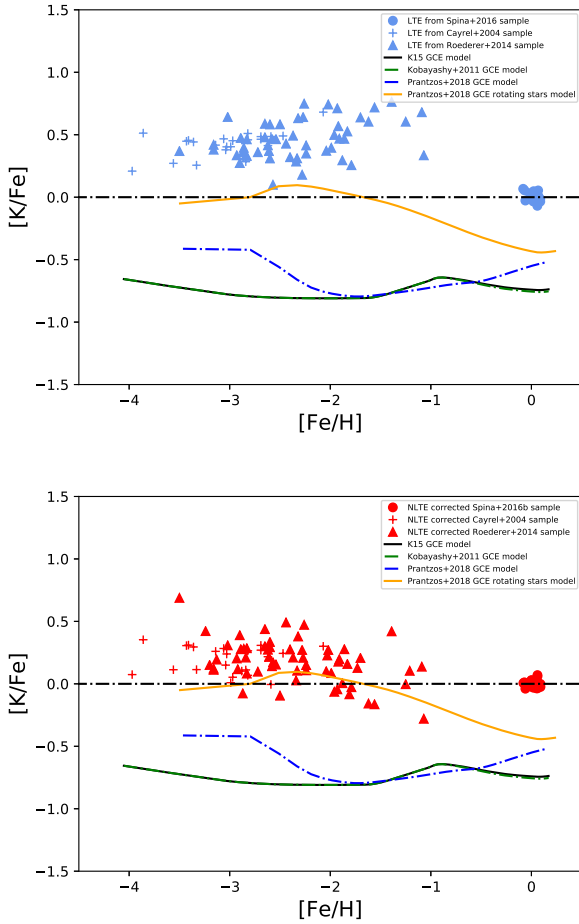 1.5
LTE from Spina+2016 sample
LTE from Cayrel+2004 sample
LTE from Roederer+2014 sample
K15 GCE model
Kobayashy+2011 GCE model
Prantzos+2018 GCE model
Prantzos+2018 GCE rotating stars model
1.0
0.5
0.0
−0.5
−1.0
−1.5
[K/Fe]
−4 −3 −2 −1 0
[Fe/H]
1.5
NLTE corrected Spina+2016b sample
NLTE corrected Cayrel+2004 sample
NLTE corrected Roederer+2014 sample
K15 GCE model
Kobayashy+2011 GCE model
Prantzos+2018 GCE model
Prantzos+2018 GCE rotating stars model
1.0
0.5
0.0
−0.5
−1.0
−1.5
[K/Fe]
−4 −3 −2 −1 0
[Fe/H]